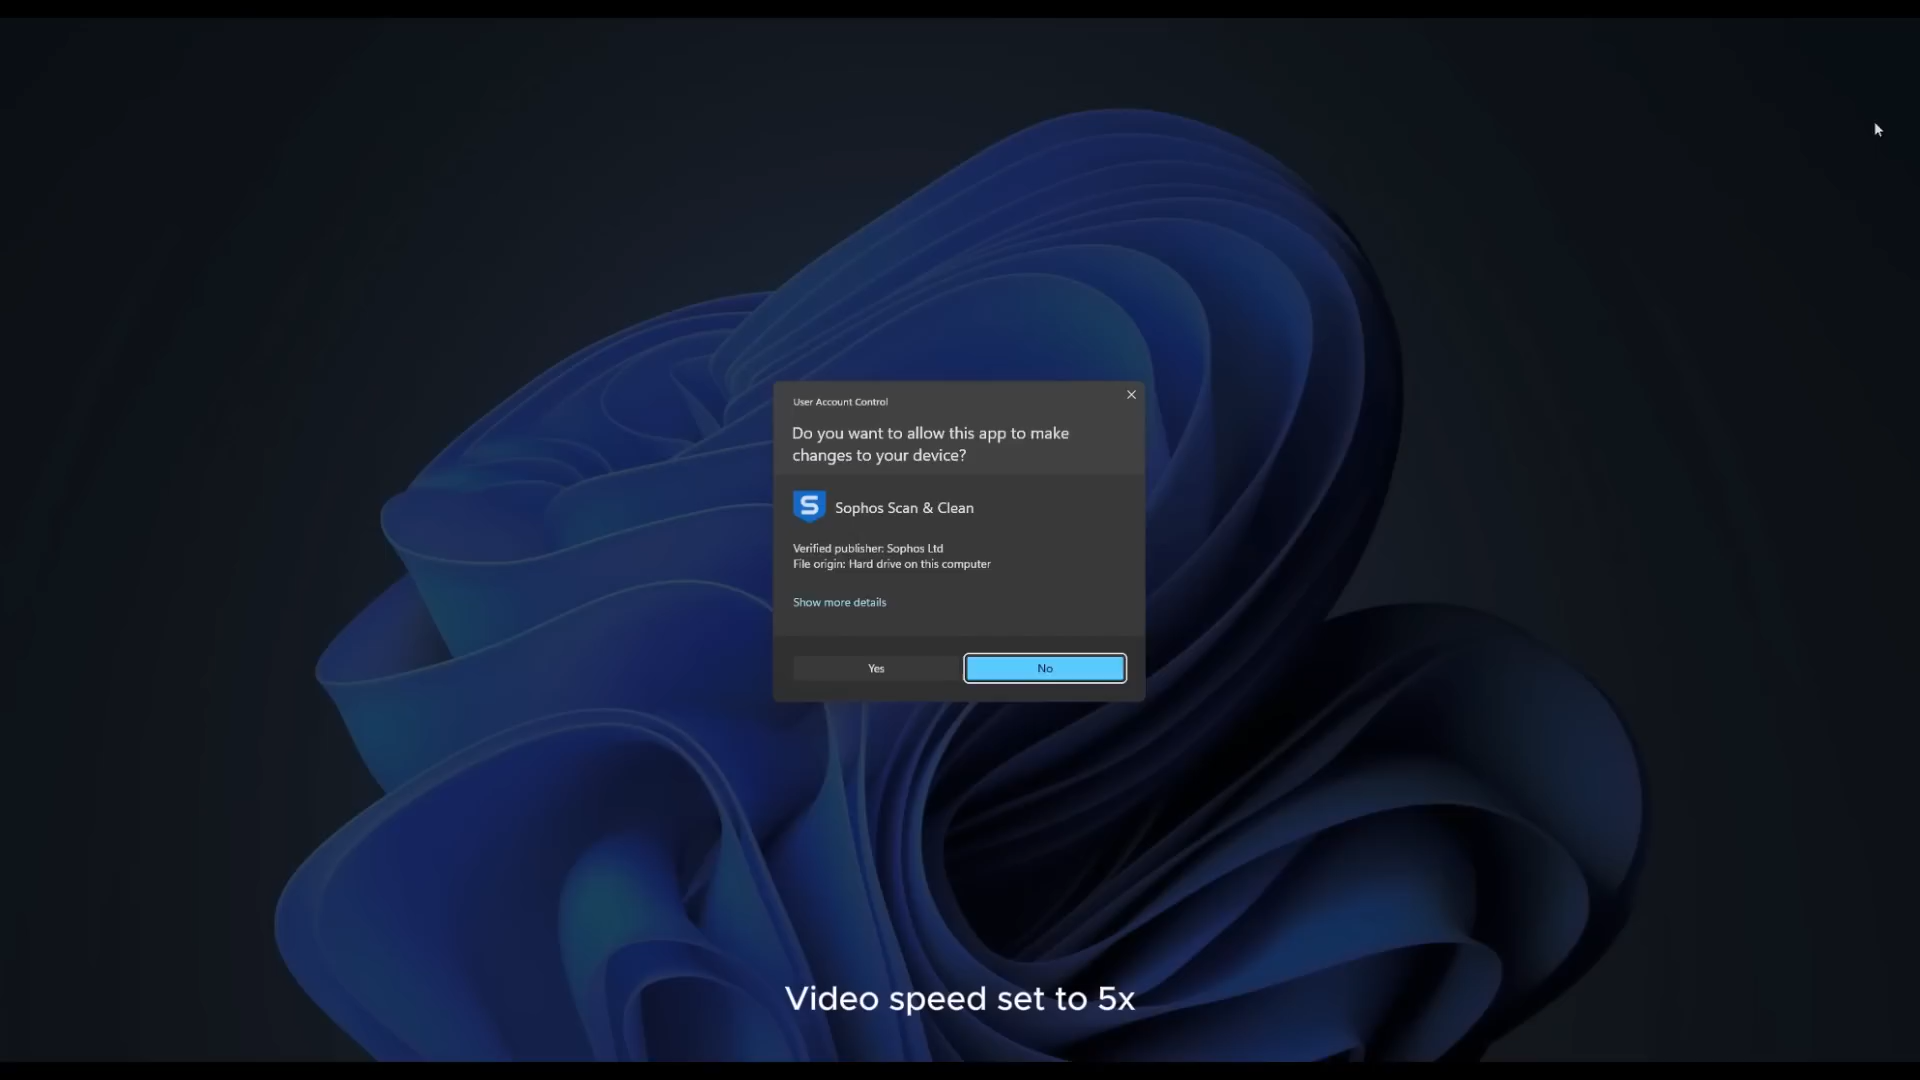 User Account Control
Do you want to allow this app to make
changes to your device?
S Sophos Scan & Clean
Verified publisher: Sophos Ltd
File origin: Hard drive on this computer
Show more details
Yes No
Video speed set to 5x